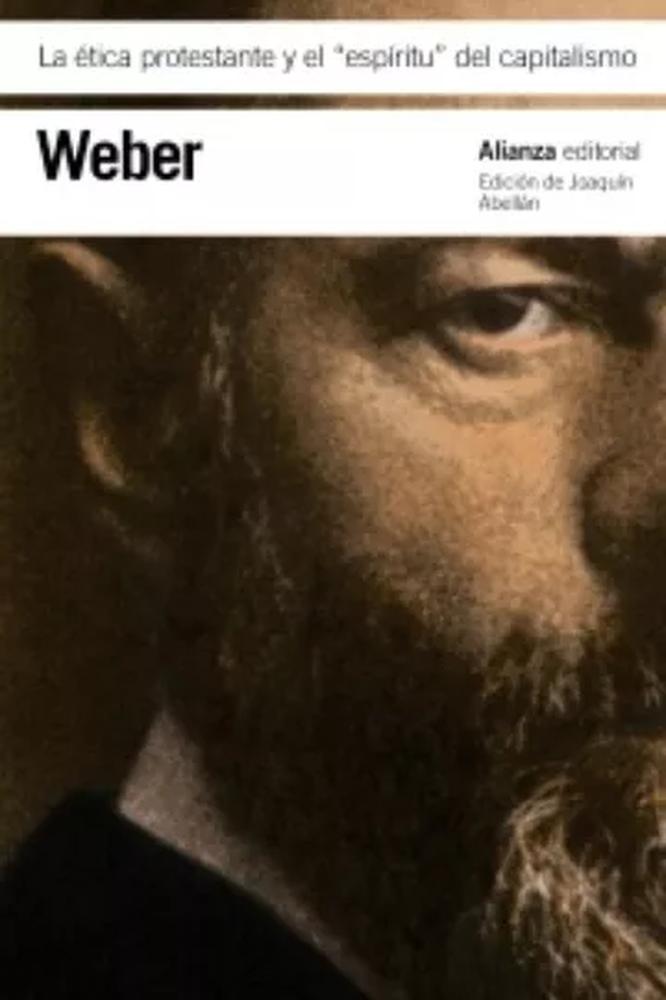 La ética protestante y el “espíritu” del capitalismo
Weber
Alianza editorial
Edición de Joaquín
Abellán